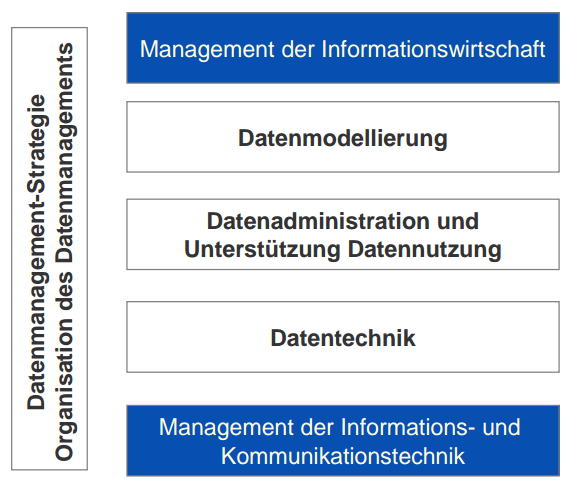 Datenmanagement-Strategie
Organisation des Datenmanagements
Management der Informationswirtschaft
Datenmodellierung
Datenadministration und
Unterstützung Datennutzung
Datentechnik
Management der Informations- und
Kommunikationstechnik